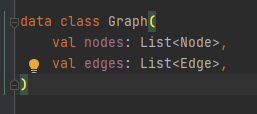 data class Graph(
    val nodes: List<Node>,
    val edges: List<Edge>,
)